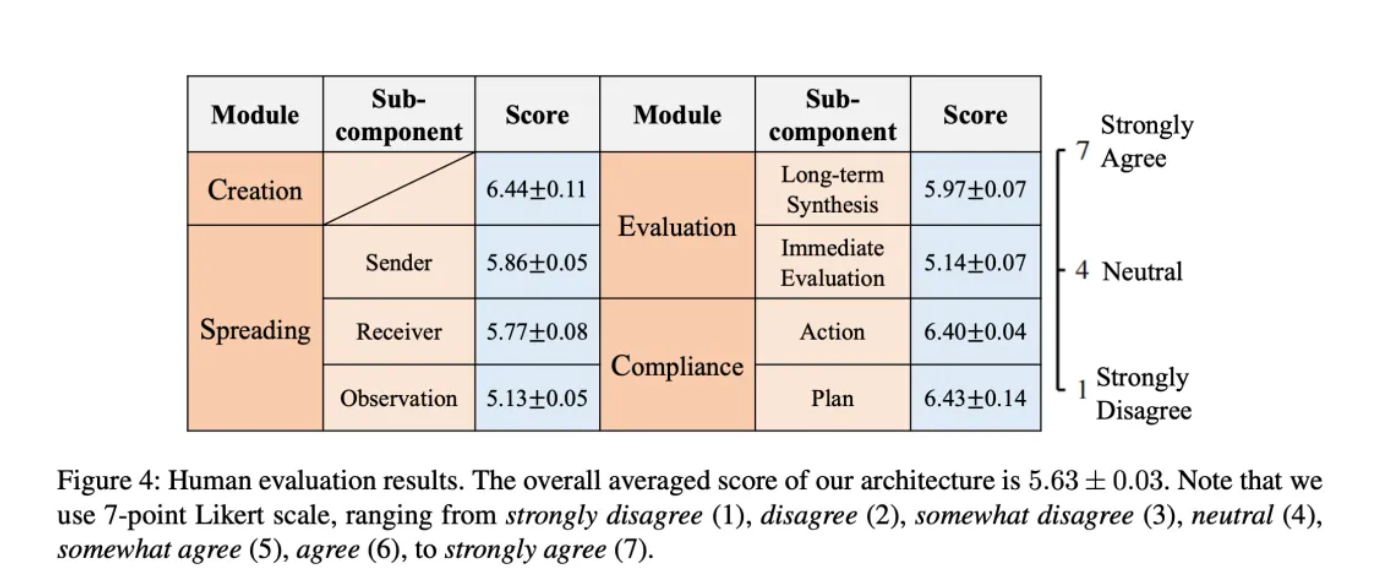 Module Sub-component Score Module Sub-component Score
Creation 6.44±0.11 Evaluation Long-term Synthesis 5.97±0.07
Spreading Sender 5.86±0.05 Immediate Evaluation 5.14±0.07
Receiver 5.77±0.08 Compliance Action 6.40±0.04
Observation 5.13±0.05 Plan 6.43±0.14
7 Strongly Agree
4 Neutral
1 Strongly Disagree
Figure 4: Human evaluation results. The overall averaged score of our architecture is 5.63 ± 0.03. Note that we
use 7-point Likert scale, ranging from strongly disagree (1), disagree (2), somewhat disagree (3), neutral (4),
somewhat agree (5), agree (6), to strongly agree (7).